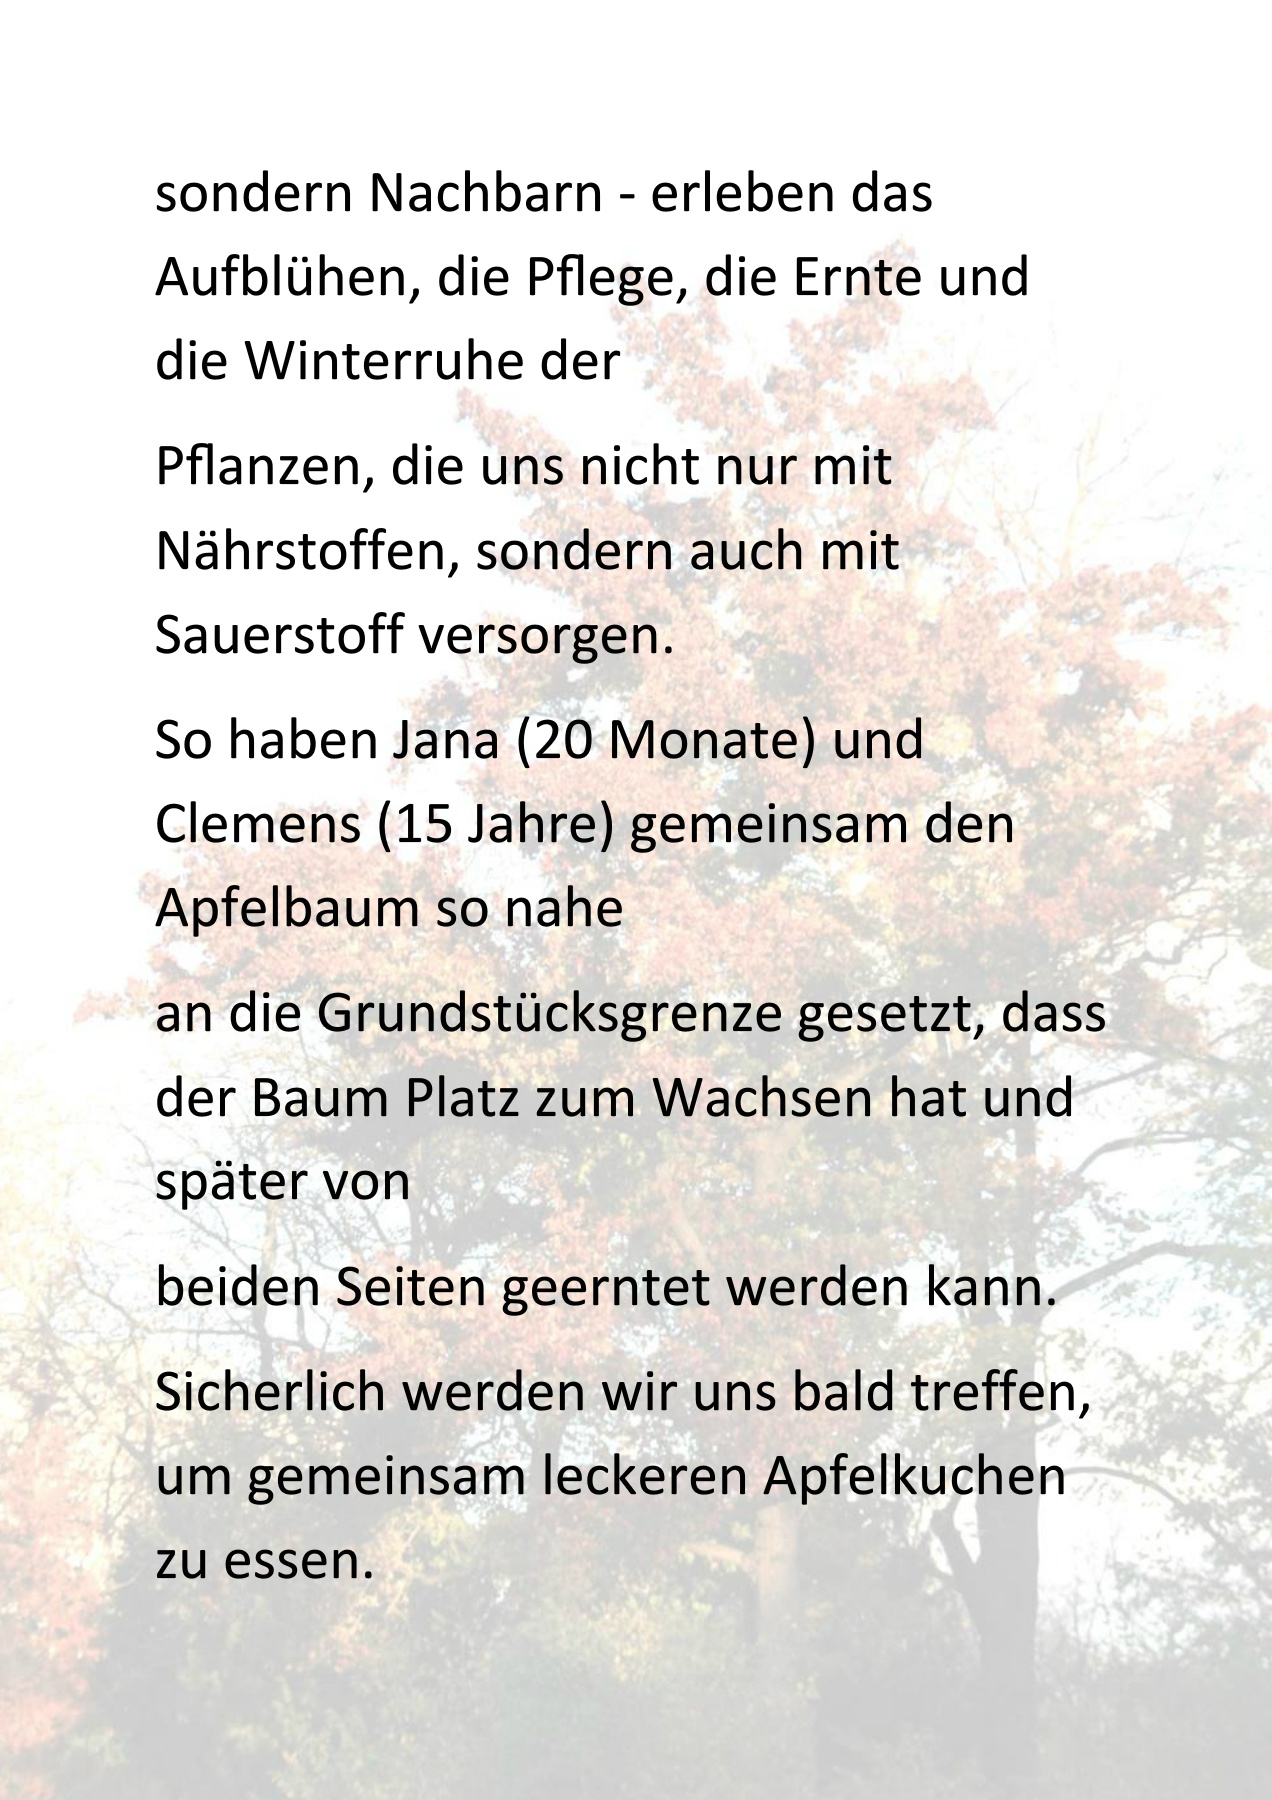 sondern Nachbarn - erleben das
Aufblühen, die Pflege, die Ernte und
die Winterruhe der
Pflanzen, die uns nicht nur mit
Nährstoffen, sondern auch mit
Sauerstoff versorgen.
So haben Jana (20 Monate) und
Clemens (15 Jahre) gemeinsam den
Apfelbaum so nahe
an die Grundstücksgrenze gesetzt, dass
der Baum Platz zum Wachsen hat und
später von
beiden Seiten geerntet werden kann.
Sicherlich werden wir uns bald treffen,
um gemeinsam leckeren Apfelkuchen
zu essen.